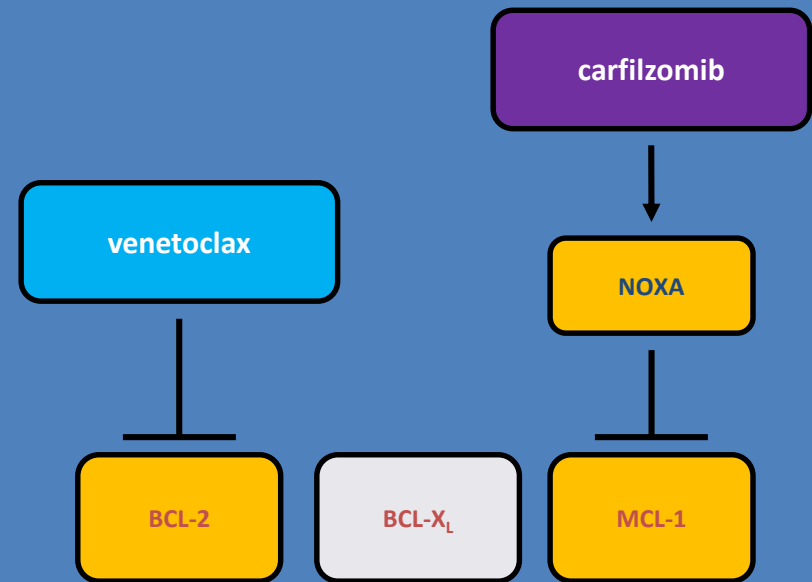 carfilzomib
venetoclax
NOXA
BCL-2
BCL-XL
MCL-1